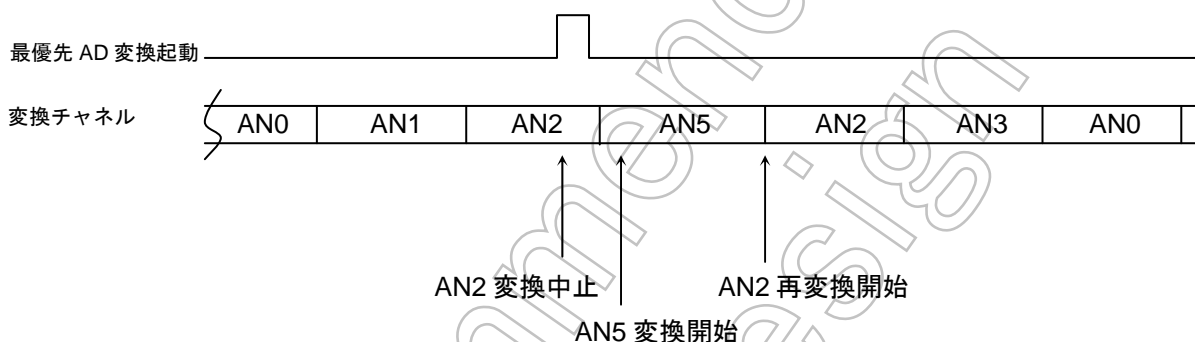 最優先 AD 変換起動
変換チャネル
AN0 AN1 AN2 AN5 AN2 AN3 AN0
AN2 変換中止
AN2 再変換開始
AN5 変換開始